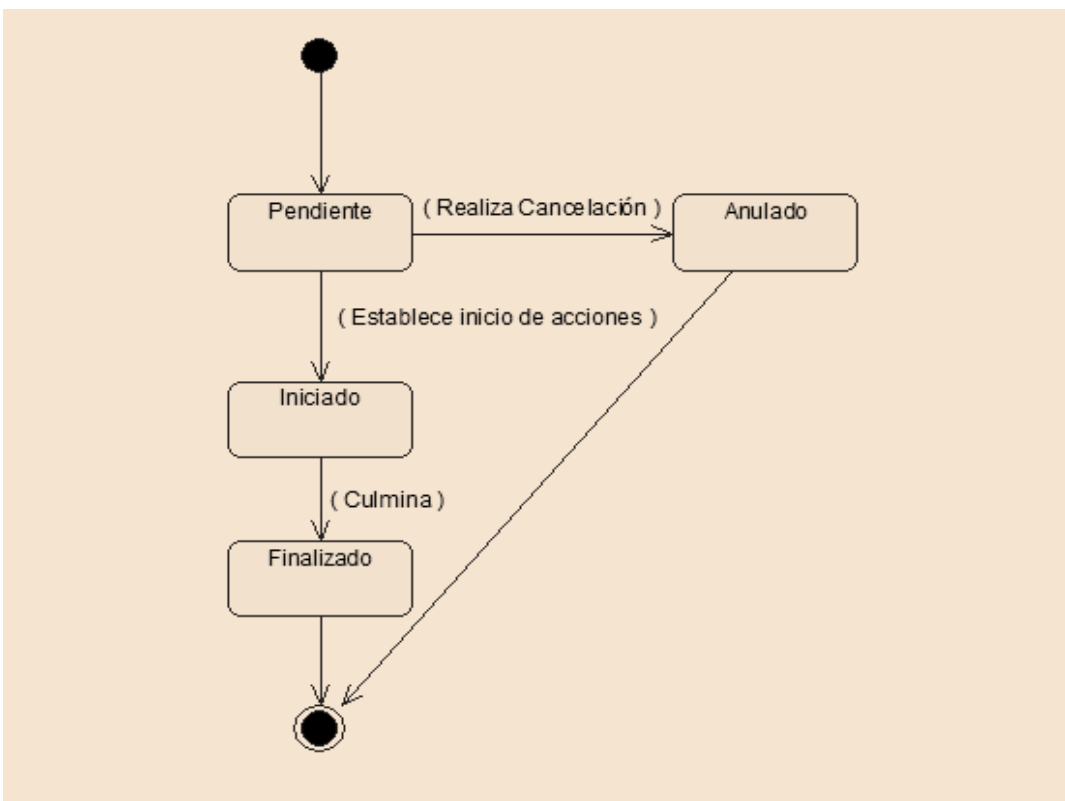 Pendiente
( Realiza Cancelación )
Anulado
( Establece inicio de acciones )
Iniciado
( Culmina )
Finalizado